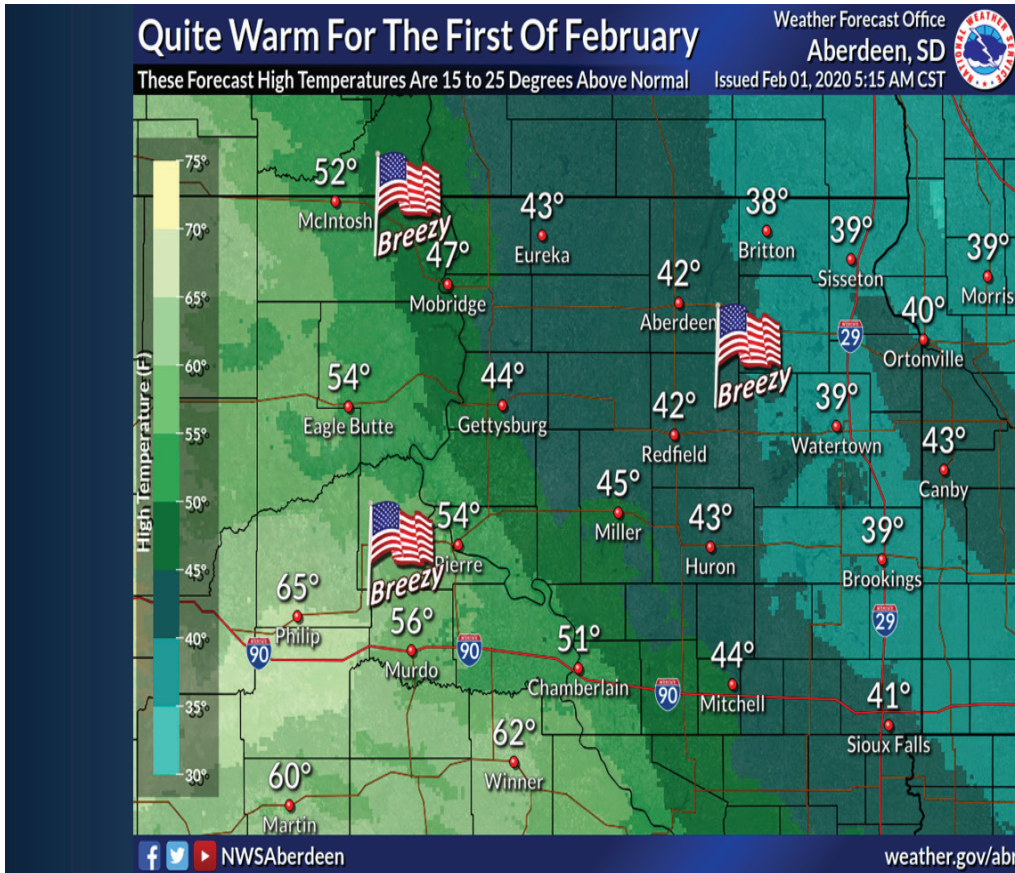 Quite Warm For The First Of February
These Forecast High Temperatures Are 15 to 25 Degrees Above Normal
Weather Forecast Office
Aberdeen, SD
Issued Feb 01, 2020 5:15 AM CST
NATIONAL WEATHER SERVICE
High Temperature (F)
75°
70°
65°
60°
55°
50°
45°
40°
35°
30°
52°
McIntosh
Breezy
47°
Mobridge
43°
Eureka
38°
Britton
39°
Sisseton
39°
Morris
42°
Aberdeen
Breezy
29
40°
Ortonville
54°
Eagle Butte
44°
Gettysburg
42°
Redfield
39°
Watertown
43°
Canby
45°
Miller
43°
Huron
39°
Brookings
54°
Pierre
Breezy
65°
Philip
29
90
56°
Murdo
90
51°
Chamberlain
90
44°
Mitchell
41°
Sioux Falls
62°
Winner
60°
Martin
NWSAberdeen
weather.gov/abr